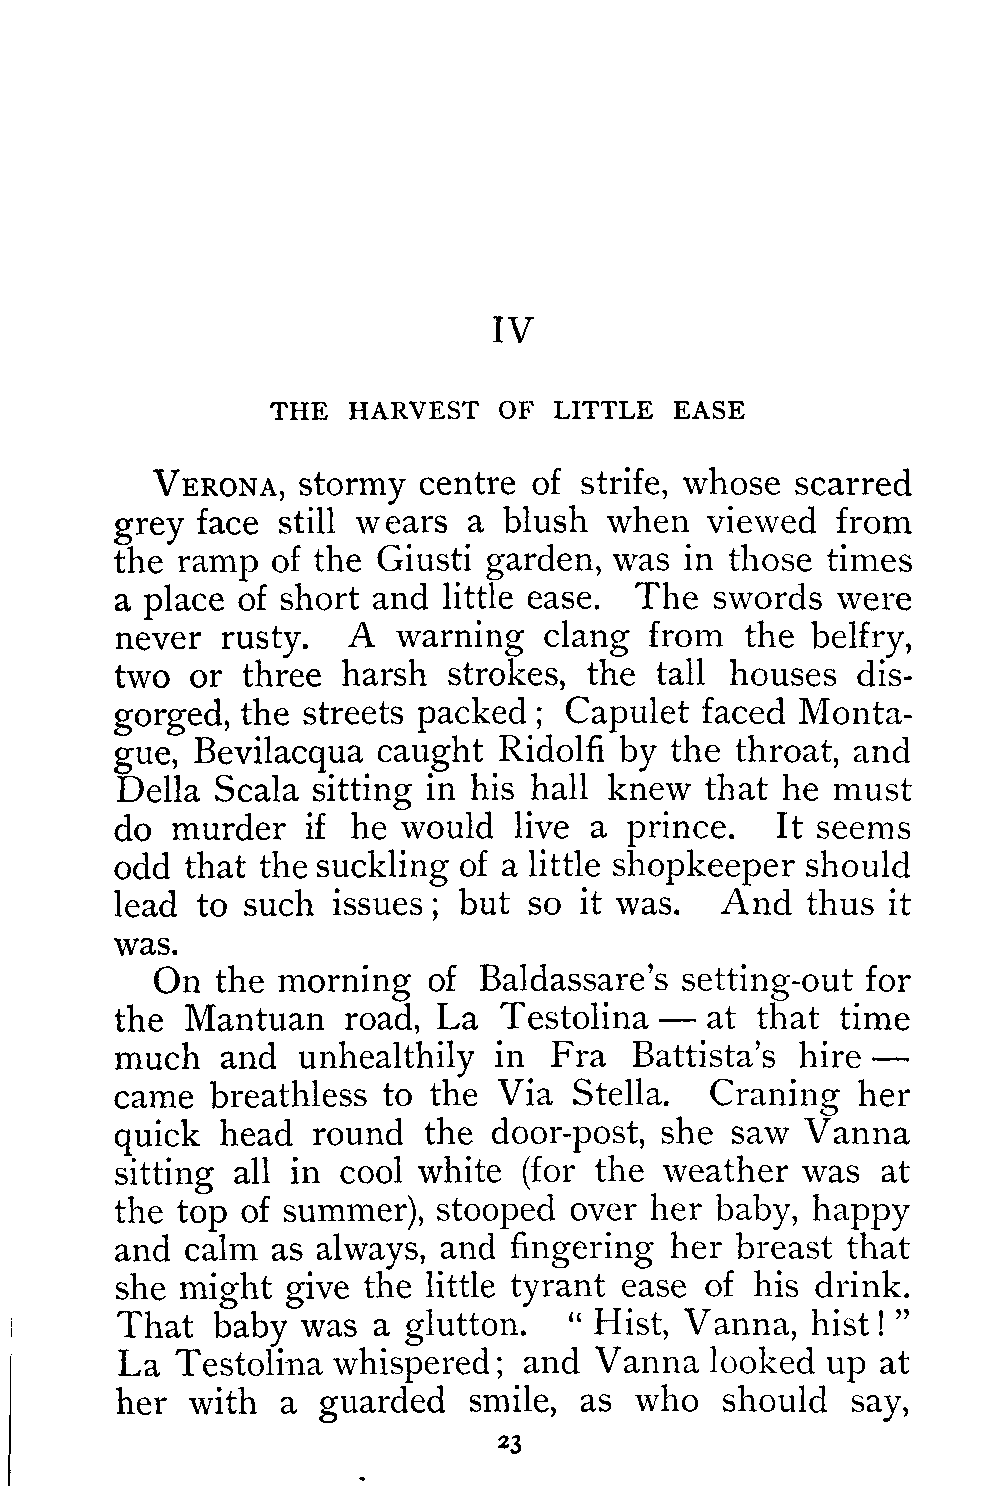 IV
THE HARVEST OF LITTLE EASE
VERONA, stormy centre of strife, whose scarred
grey face still wears a blush when viewed from
the ramp of the Giusti garden, was in those times
a place of short and little ease. The swords were
never rusty. A warning clang from the belfry,
two or three harsh strokes, the tall houses dis-
gorged, the streets packed; Capulet faced Monta-
gue, Bevilacqua caught Ridolfi by the throat, and
Della Scala sitting in his hall knew that he must
do murder if he would live a prince. It seems
odd that the suckling of a little shopkeeper should
lead to such issues; but so it was. And thus it
was.
On the morning of Baldassare's setting-out for
the Mantuan road, La Testolina — at that time
much and unhealthily in Fra Battista's hire —
came breathless to the Via Stella. Craning her
quick head round the door-post, she saw Vanna
sitting all in cool white (for the weather was at
the top of summer), stooped over her baby, happy
and calm as always, and fingering her breast that
she might give the little tyrant ease of his drink.
That baby was a glutton. "Hist, Vanna, hist!"
La Testolina whispered; and Vanna looked up at
her with a guarded smile, as who should say,
23